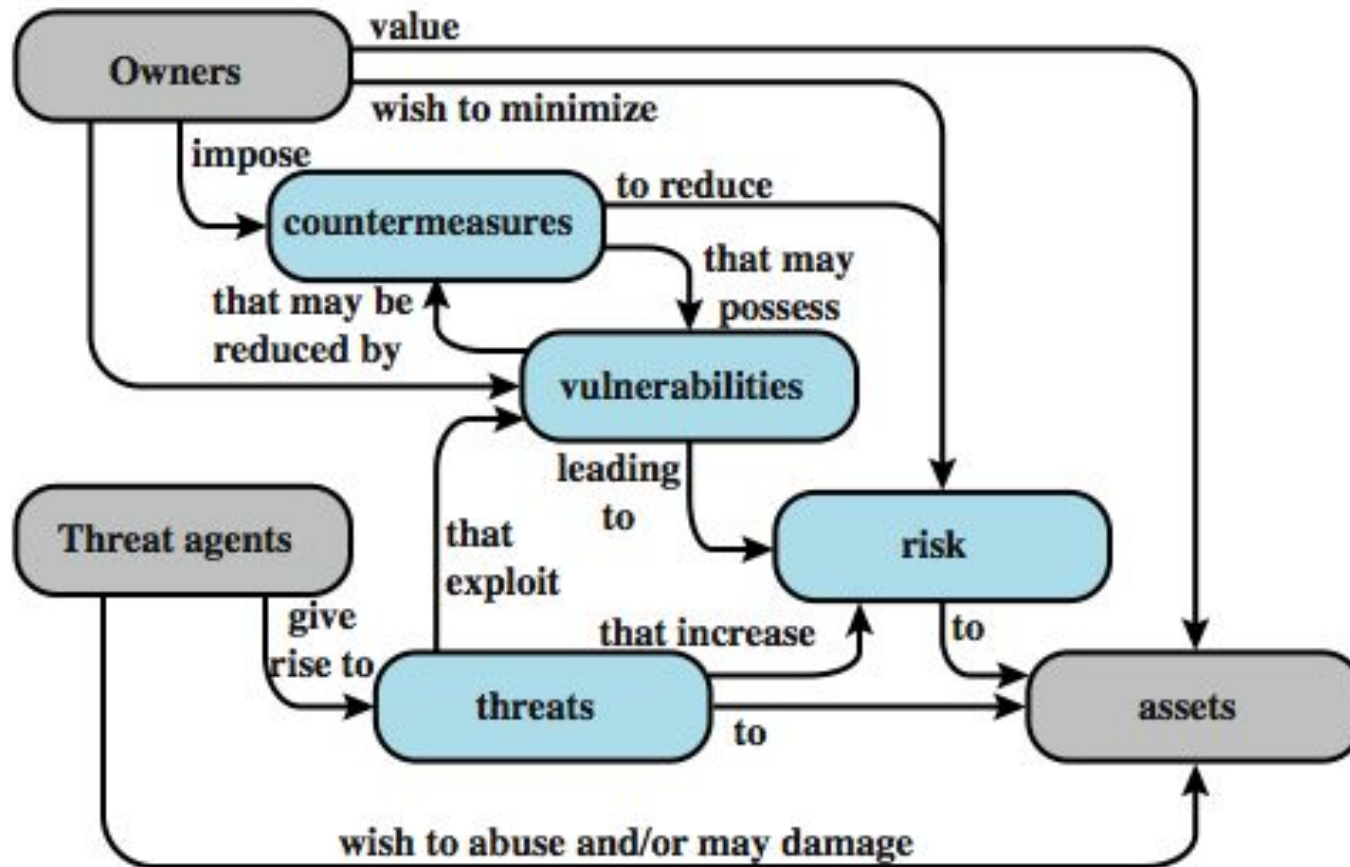 value
Owners
wish to minimize
impose
to reduce
countermeasures
that may
possess
that may be
reduced by
vulnerabilities
leading
to
Threat agents
that
exploit
risk
give
rise to
that increase
to
threats
to
assets
wish to abuse and/or may damage